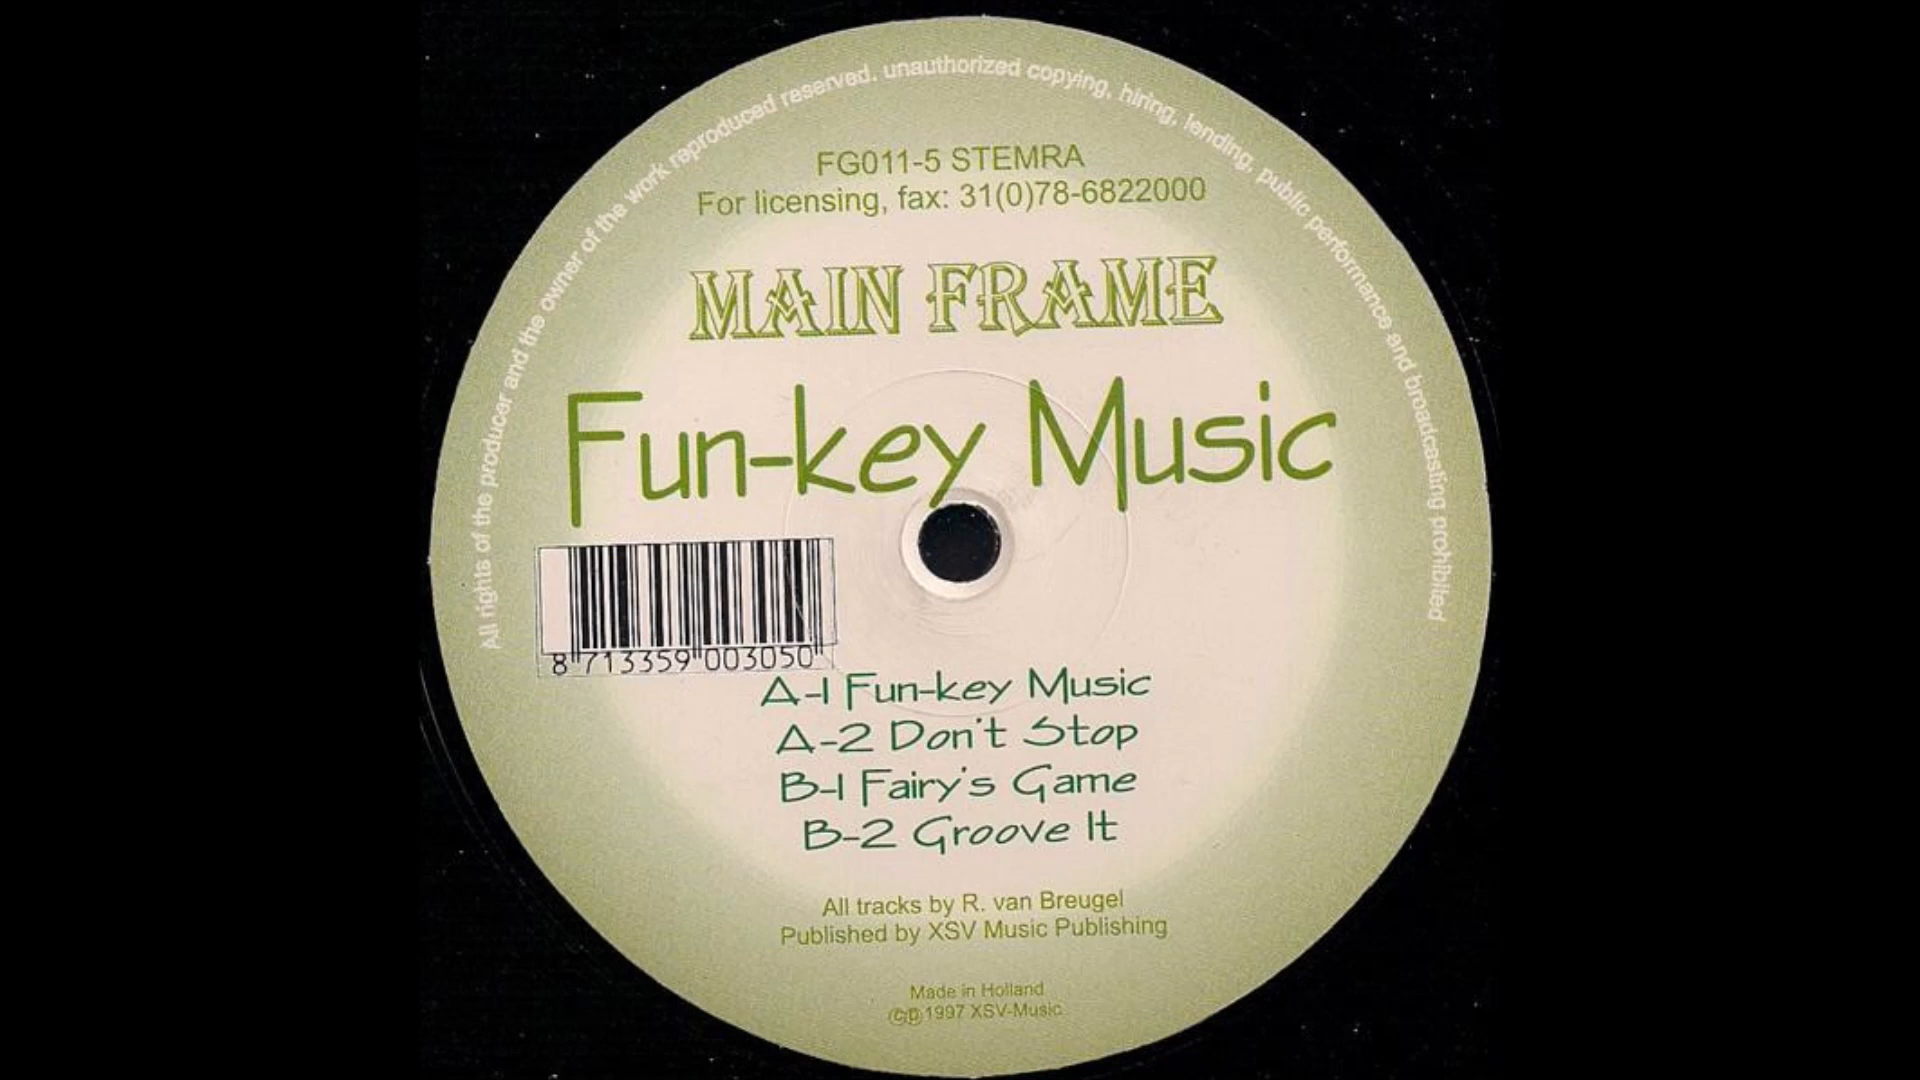 All rights of the producer and the owner of the work reproduced reserved. unauthorized copying, hiring, lending, public performance and broadcasting prohibited
FG011-5 STEMRA
For licensing, fax: 31(0)78-6822000
MAIN FRAME
Fun-key Music
8 713359 003050
A-1 Fun-key Music
A-2 Don't Stop
B-1 Fairy's Game
B-2 Groove It
All tracks by R. van Breugel
Published by XSV Music Publishing
Made in Holland
©℗ 1997 XSV-Music